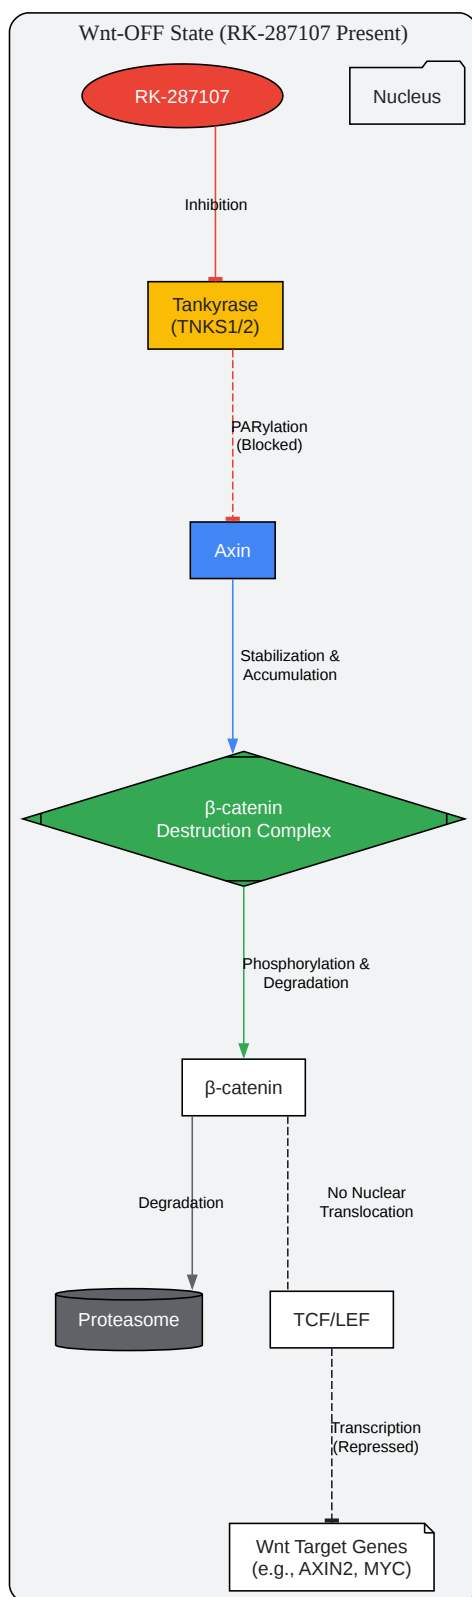 Wnt-OFF State (RK-287107 Present)
RK-287107
Nucleus
Inhibition
Tankyrase
(TNKS1/2)
PARylation
(Blocked)
Axin
Stabilization &
Accumulation
β-catenin
Destruction Complex
Phosphorylation &
Degradation
β-catenin
Degradation
No Nuclear
Translocation
Proteasome
TCF/LEF
Transcription
(Repressed)
Wnt Target Genes
(e.g., AXIN2, MYC)